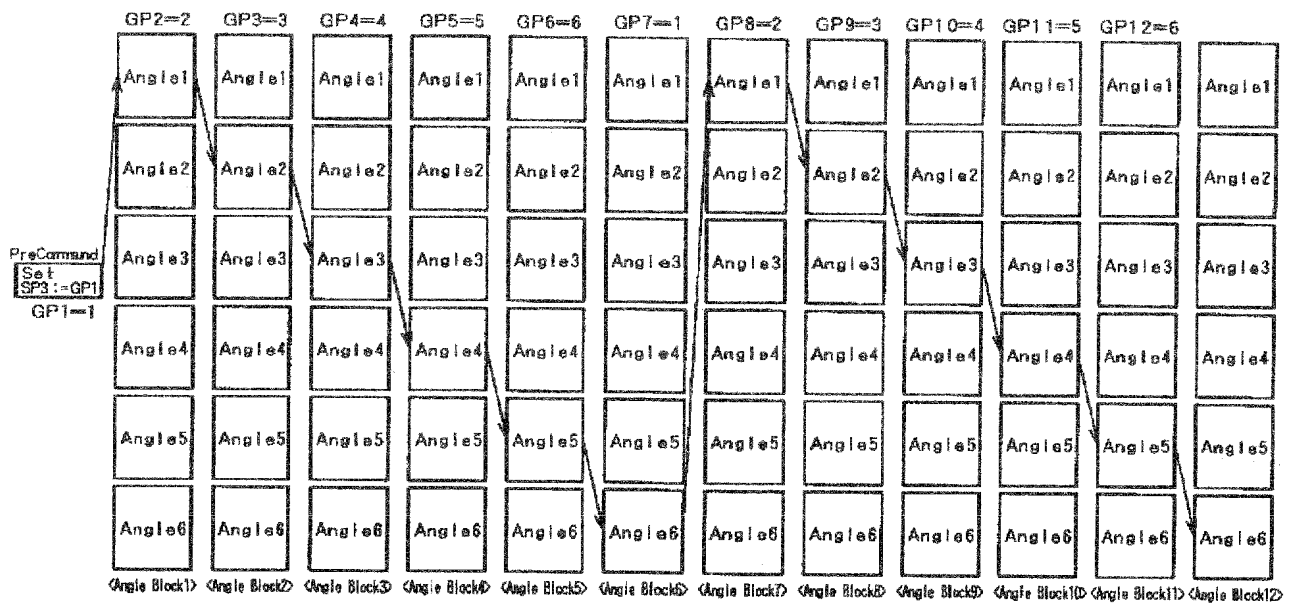 GP2=2 GP3=3 GP4=4 GP5=5 GP6=6 GP7=1 GP8=2 GP9=3 GP10=4 GP11=5 GP12=6
Angle1 Angle1 Angle1 Angle1 Angle1 Angle1 Angle1 Angle1 Angle1 Angle1 Angle1 Angle1
Angle2 Angle2 Angle2 Angle2 Angle2 Angle2 Angle2 Angle2 Angle2 Angle2 Angle2 Angle2
PreCommand
Set
SP3:=GP1
GP1=1
Angle3 Angle3 Angle3 Angle3 Angle3 Angle3 Angle3 Angle3 Angle3 Angle3 Angle3 Angle3
Angle4 Angle4 Angle4 Angle4 Angle4 Angle4 Angle4 Angle4 Angle4 Angle4 Angle4 Angle4
Angle5 Angle5 Angle5 Angle5 Angle5 Angle5 Angle5 Angle5 Angle5 Angle5 Angle5 Angle5
Angle6 Angle6 Angle6 Angle6 Angle6 Angle6 Angle6 Angle6 Angle6 Angle6 Angle6 Angle6
<Angle Block1> <Angle Block2> <Angle Block3> <Angle Block4> <Angle Block5> <Angle Block6> <Angle Block7> <Angle Block8> <Angle Block9> <Angle Block10> <Angle Block11> <Angle Block12>